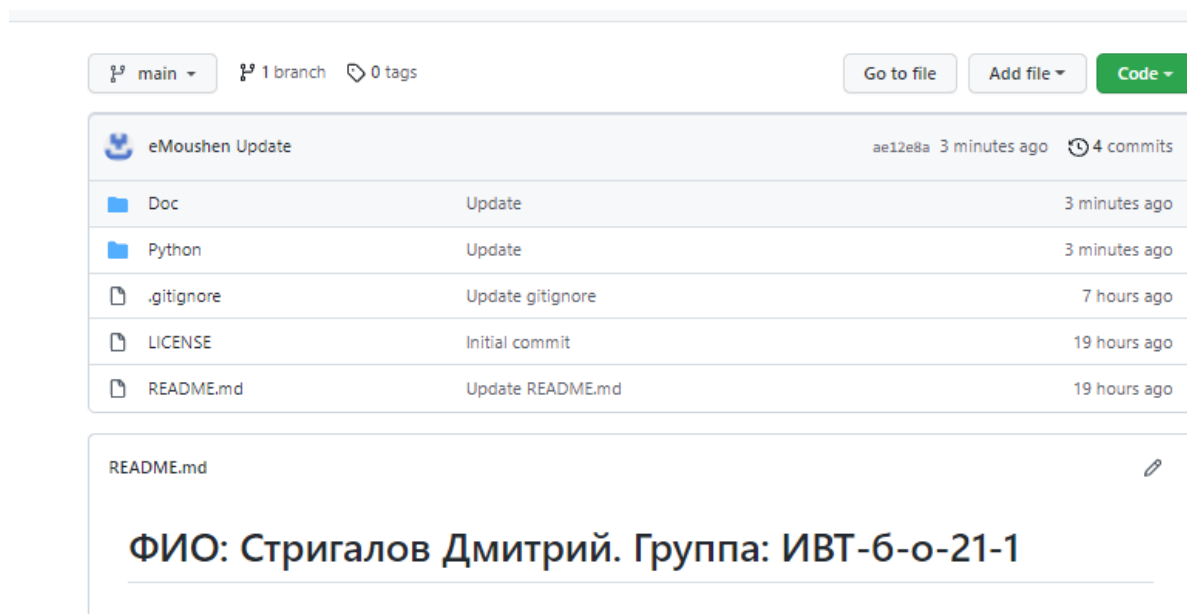 main 1 branch 0 tags Go to file Add file Code
eMoushen Update ae12e8a 3 minutes ago 4 commits
Doc Update 3 minutes ago
Python Update 3 minutes ago
.gitignore Update gitignore 7 hours ago
LICENSE Initial commit 19 hours ago
README.md Update README.md 19 hours ago
README.md
ФИО: Стригалов Дмитрий. Группа: ИВТ-б-о-21-1